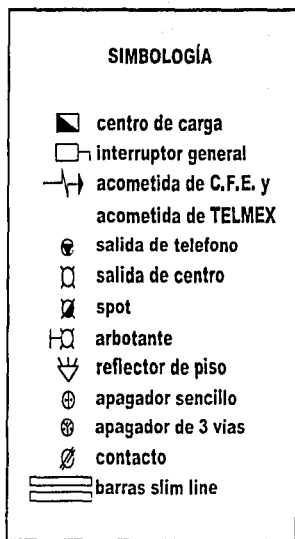 SIMBOLOGÍA
centro de carga
interruptor general
acometida de C.F.E. y
acometida de TELMEX
salida de telefono
salida de centro
spot
arbotante
reflector de piso
apagador sencillo
apagador de 3 vias
contacto
barras slim line